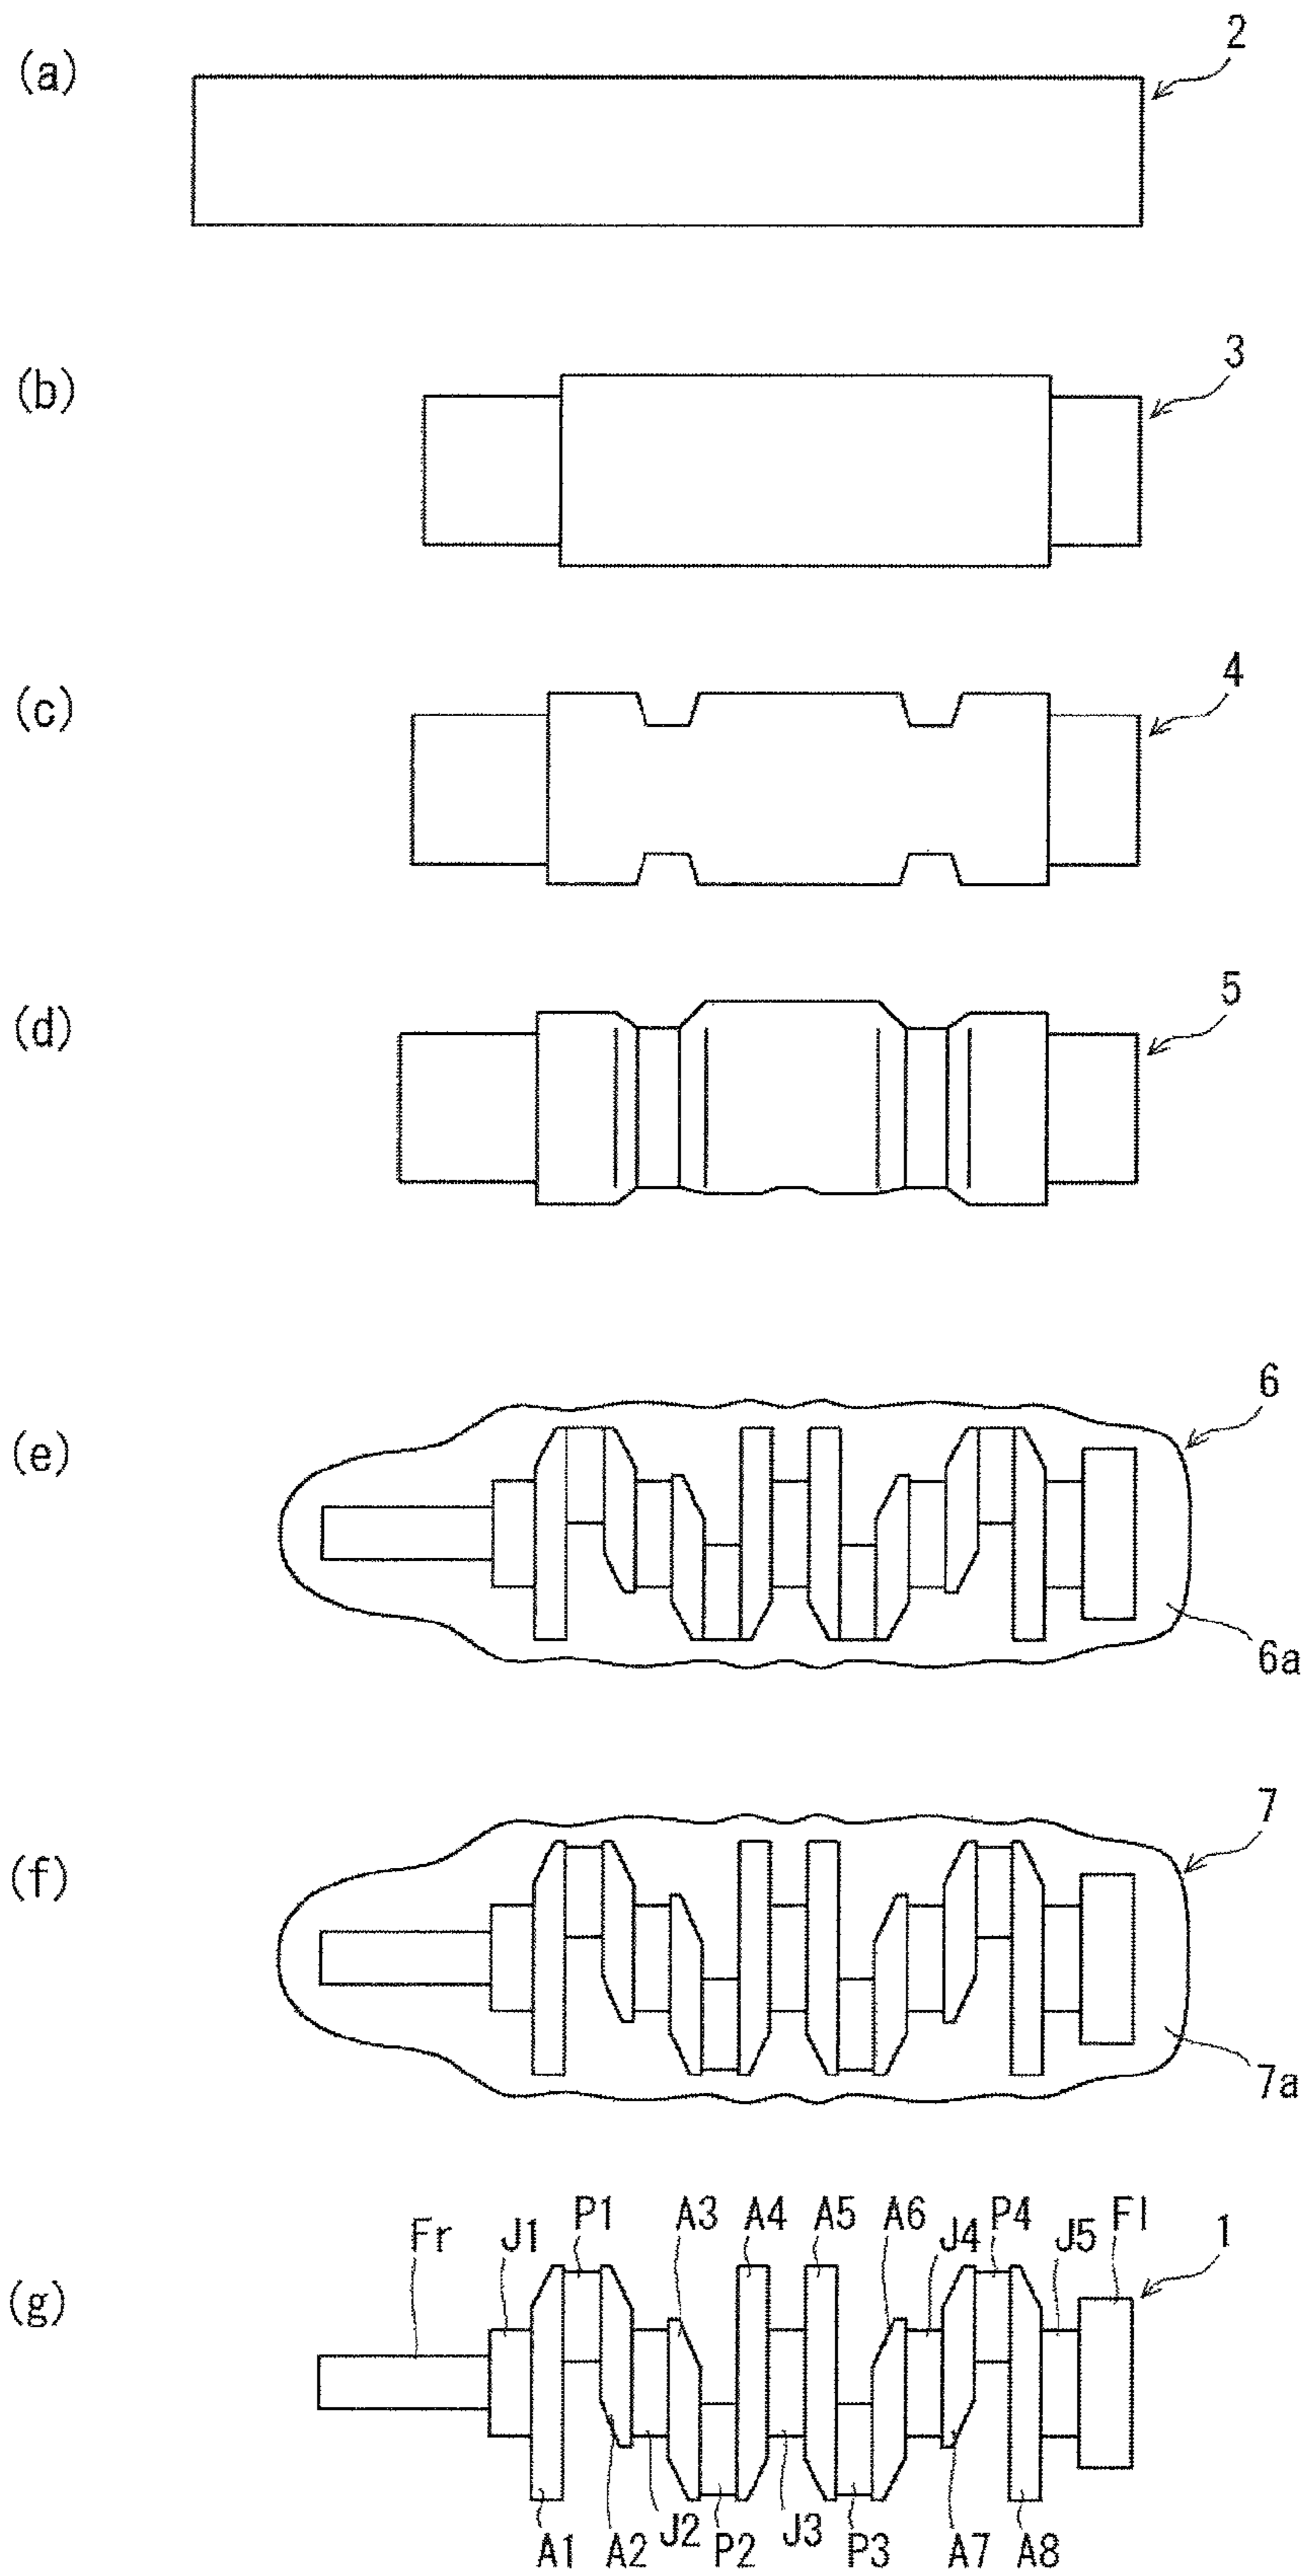 (a)
2
(b)
3
(c)
4
(d)
5
(e)
6
6a
(f)
7
7a
(g)
Fr J1 P1 A3 A4 A5 A6 J4 P4 J5 Fl 1
A1 A2 J2 P2 J3 P3 A7 A8